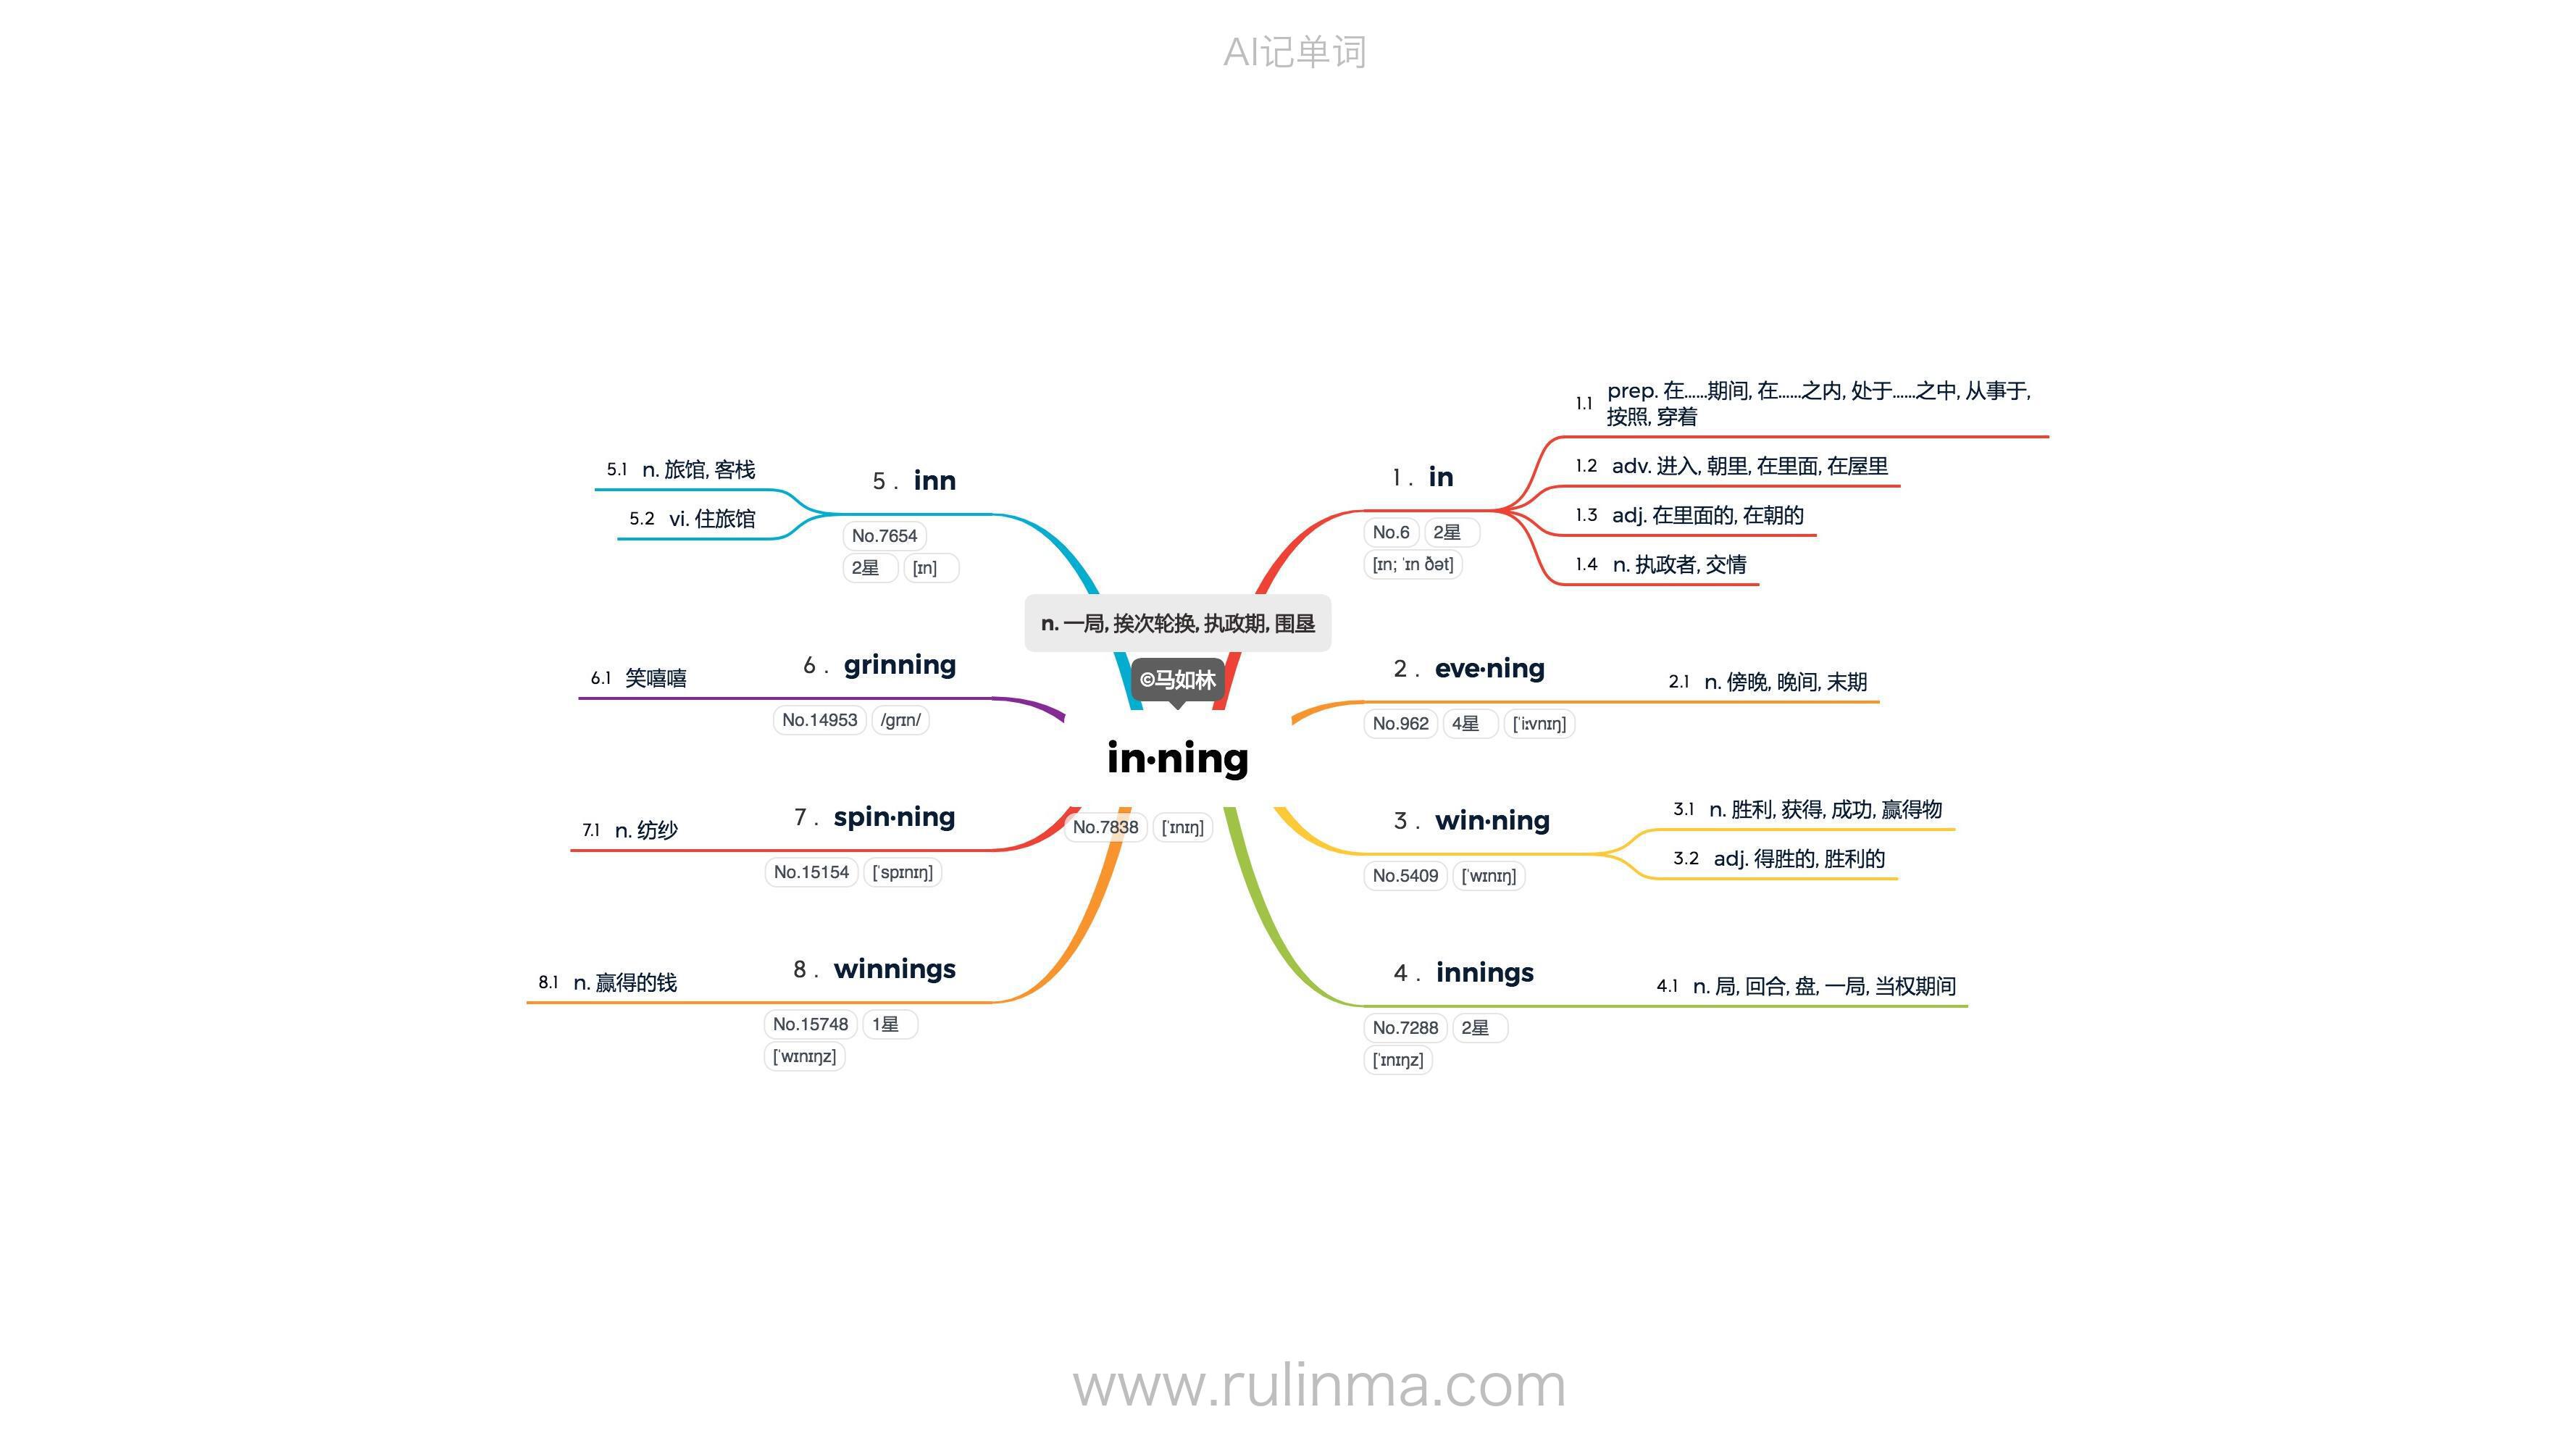 AI记单词
n. 一局, 挨次轮换, 执政期, 围垦
©马如林
in·ning
No.7838 [ˈɪnɪŋ]
1 . in
No.6 2星
[ɪn; ˈɪn ðət]
1.1 prep. 在……期间, 在……之内, 处于……之中, 从事于,
按照, 穿着
1.2 adv. 进入, 朝里, 在里面, 在屋里
1.3 adj. 在里面的, 在朝的
1.4 n. 执政者, 交情
2 . eve·ning
No.962 4星 [ˈiːvnɪŋ]
2.1 n. 傍晚, 晚间, 末期
3 . win·ning
No.5409 [ˈwɪnɪŋ]
3.1 n. 胜利, 获得, 成功, 赢得物
3.2 adj. 得胜的, 胜利的
4 . innings
No.7288 2星
[ˈɪnɪŋz]
4.1 n. 局, 回合, 盘, 一局, 当权期间
5 . inn
No.7654
2星 [ɪn]
5.1 n. 旅馆, 客栈
5.2 vi. 住旅馆
6 . grinning
No.14953 /ɡrɪn/
6.1 笑嘻嘻
7 . spin·ning
No.15154 [ˈspɪnɪŋ]
7.1 n. 纺纱
8 . winnings
No.15748 1星
[ˈwɪnɪŋz]
8.1 n. 赢得的钱
www.rulinma.com